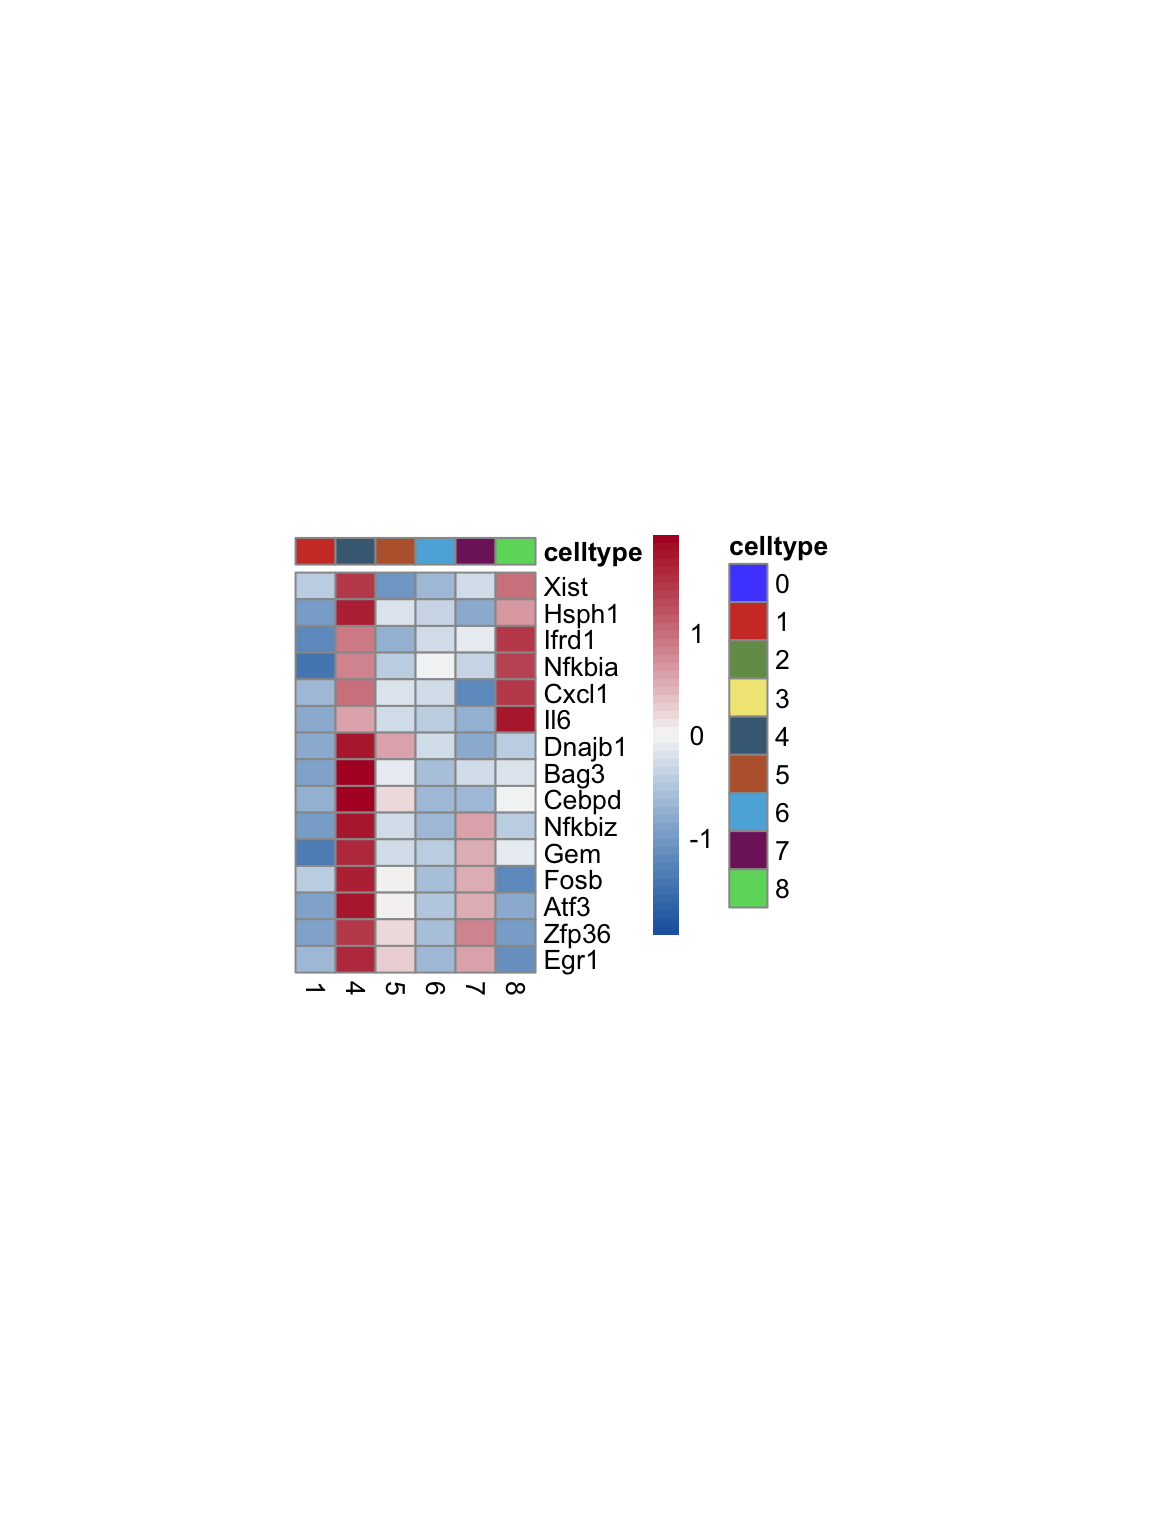 celltype
Xist
Hsph1
Ifrd1
Nfkbia
Cxcl1
Il6
Dnajb1
Bag3
Cebpd
Nfkbiz
Gem
Fosb
Atf3
Zfp36
Egr1
1 4 5 6 7 8
1
0
-1
celltype
0
1
2
3
4
5
6
7
8